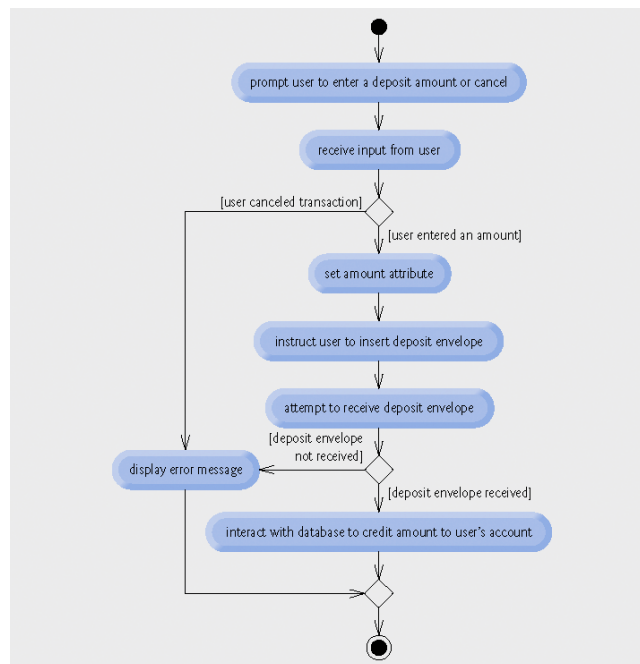 prompt user to enter a deposit amount or cancel
receive input from user
[user canceled transaction]
[user entered an amount]
set amount attribute
instruct user to insert deposit envelope
attempt to receive deposit envelope
[deposit envelope
not received]
display error message
[deposit envelope received]
interact with database to credit amount to user's account